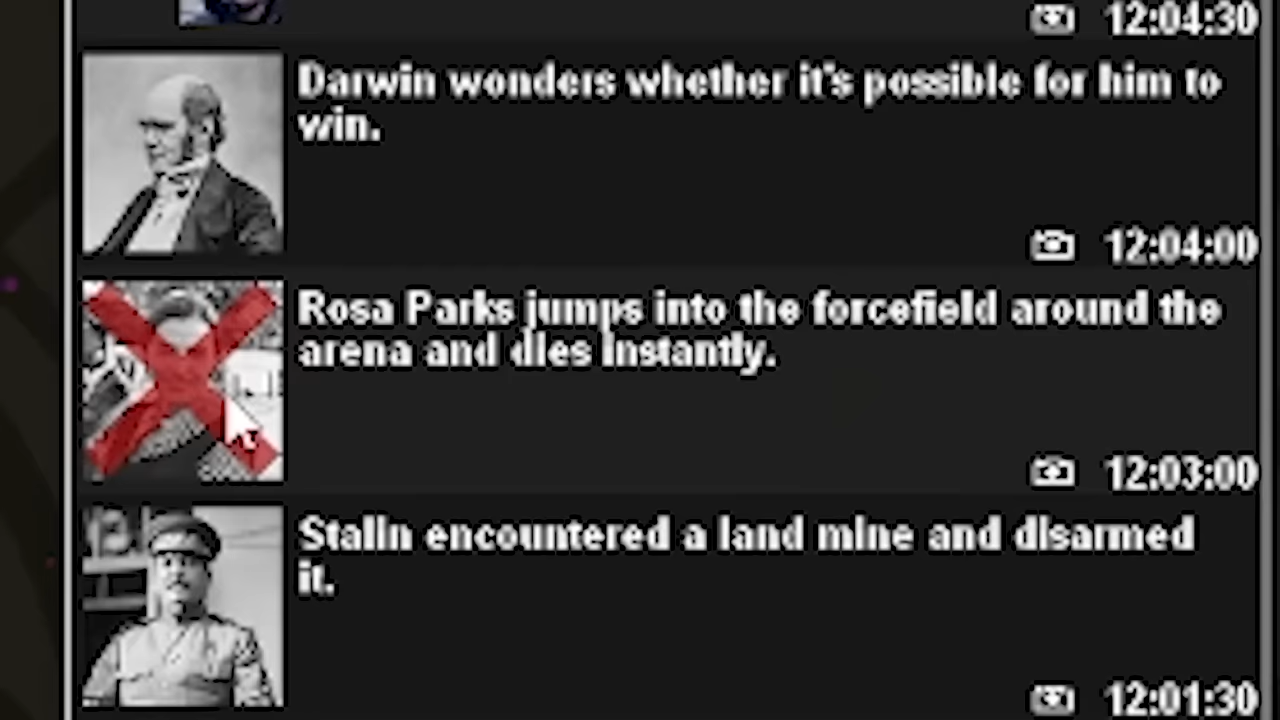 12:04:30
Darwin wonders whether it's possible for him to
win.
12:04:00
Rosa Parks jumps into the forcefield around the
arena and dies instantly.
12:03:00
Stalin encountered a land mine and disarmed
it.
12:01:30